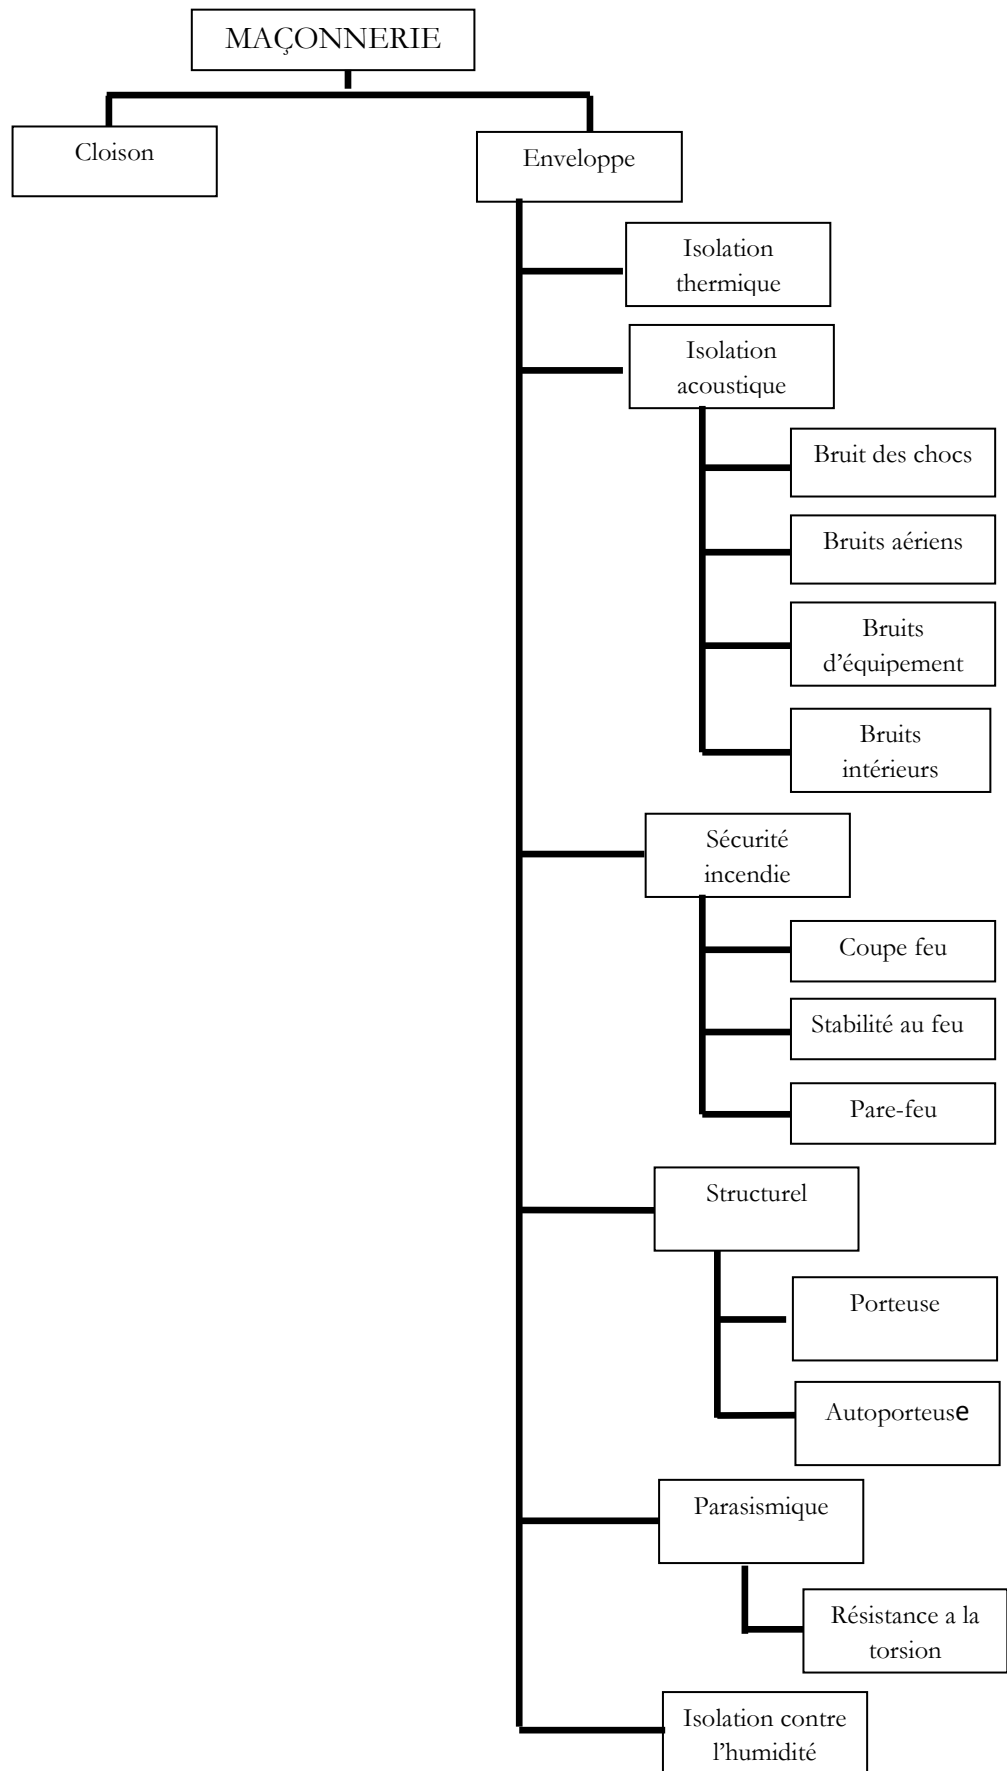 MAÇONNERIE
Cloison
Enveloppe
Isolation
thermique
Isolation
acoustique
Bruit des chocs
Bruits aériens
Bruits
d’équipement
Bruits
intérieurs
Sécurité
incendie
Coupe feu
Stabilité au feu
Pare-feu
Structurel
Porteuse
Autoporteuse
Parasismique
Résistance a la
torsion
Isolation contre
l’humidité